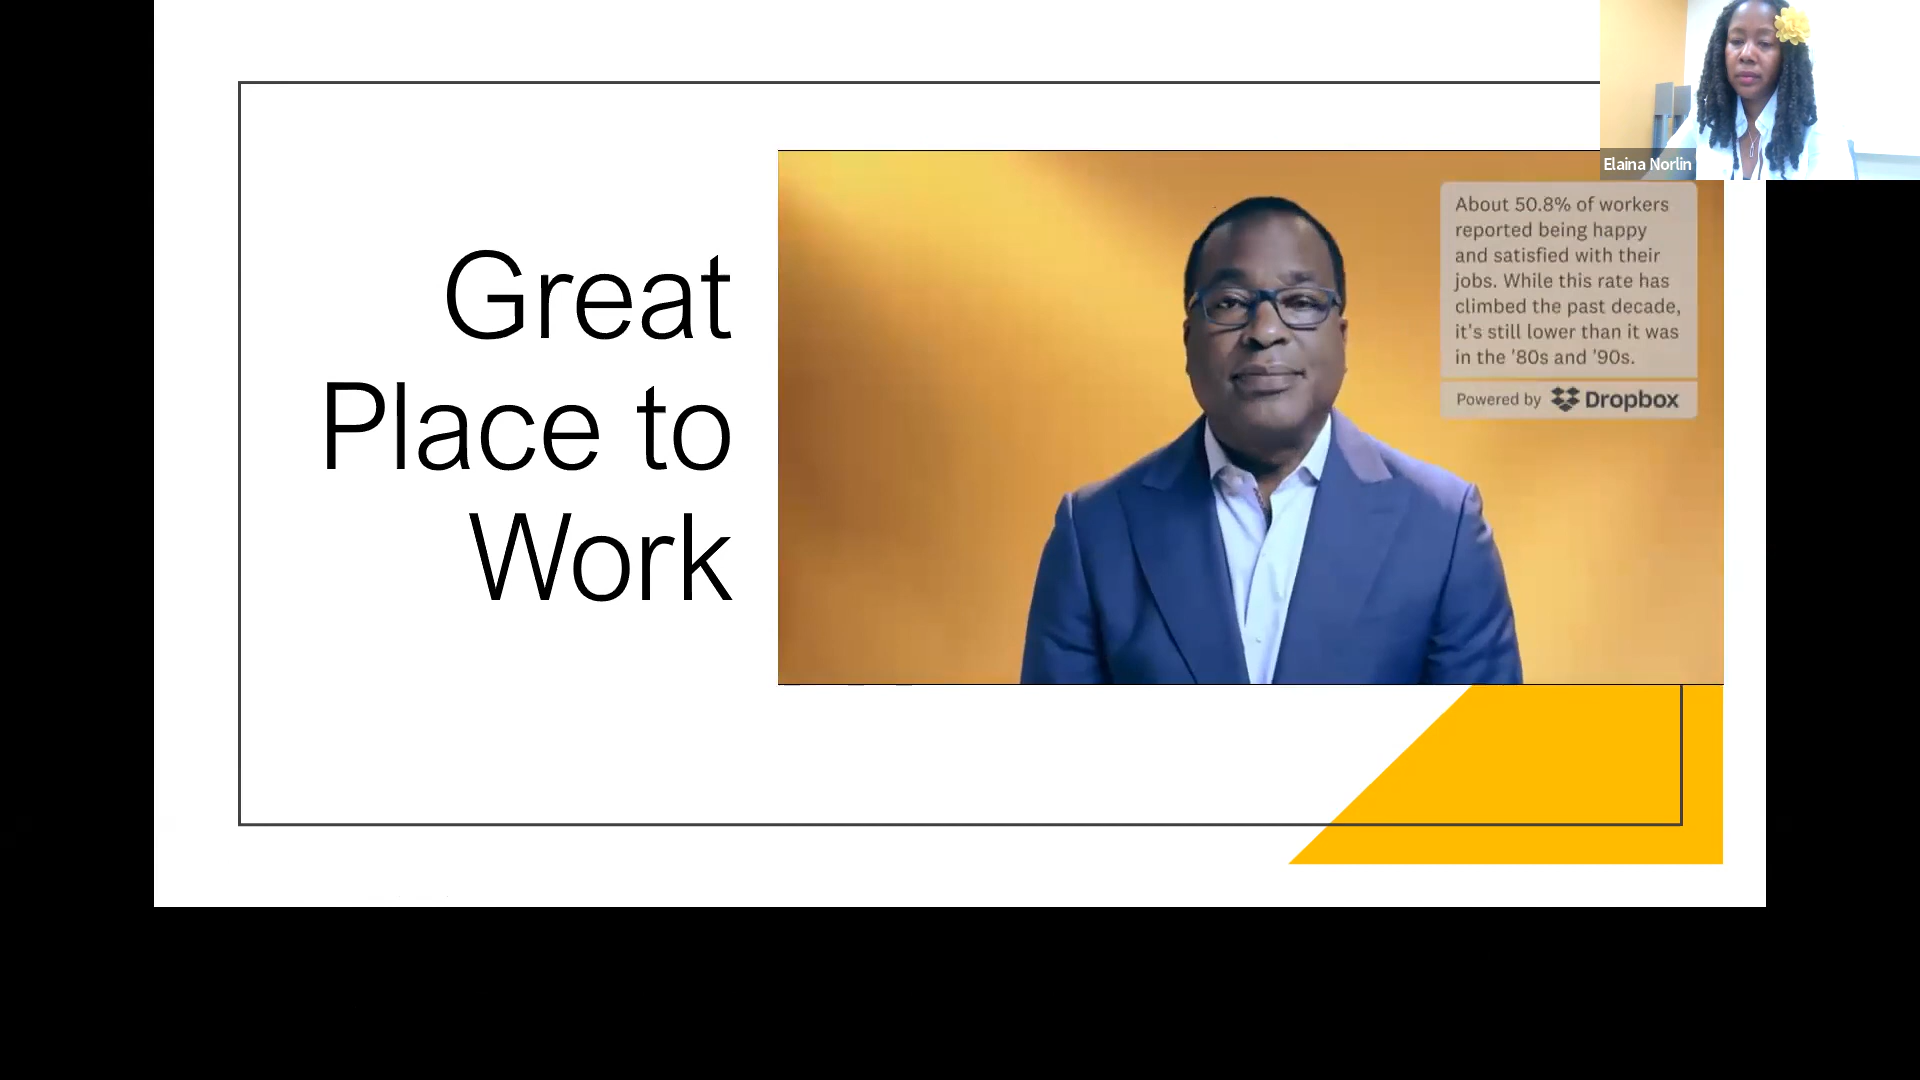 Great
Place to
Work
Elaina Norlin
About 50.8% of workers
reported being happy
and satisfied with their
jobs. While this rate has
climbed the past decade,
it's still lower than it was
in the '80s and '90s.
Powered by Dropbox